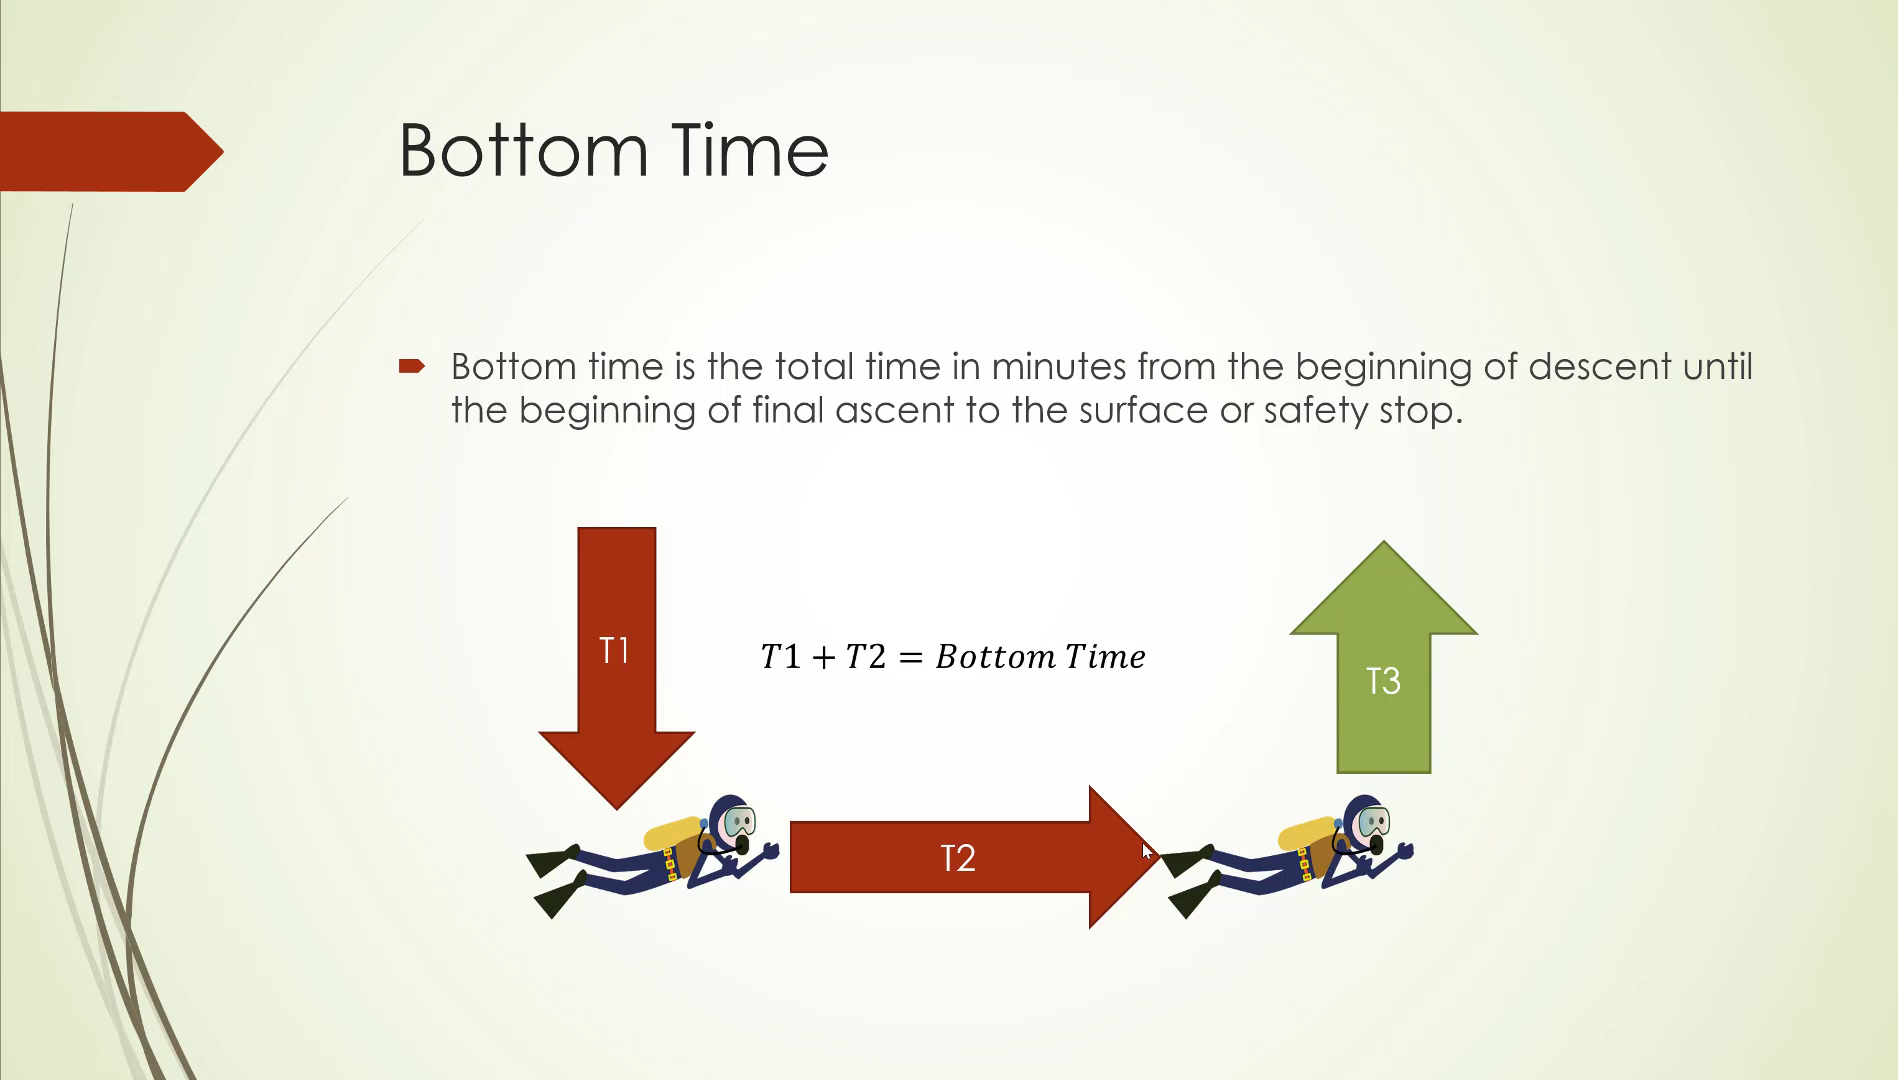 Bottom Time
Bottom time is the total time in minutes from the beginning of descent until
the beginning of final ascent to the surface or safety stop.
T1
T1 + T2 = Bottom Time
T3
T2